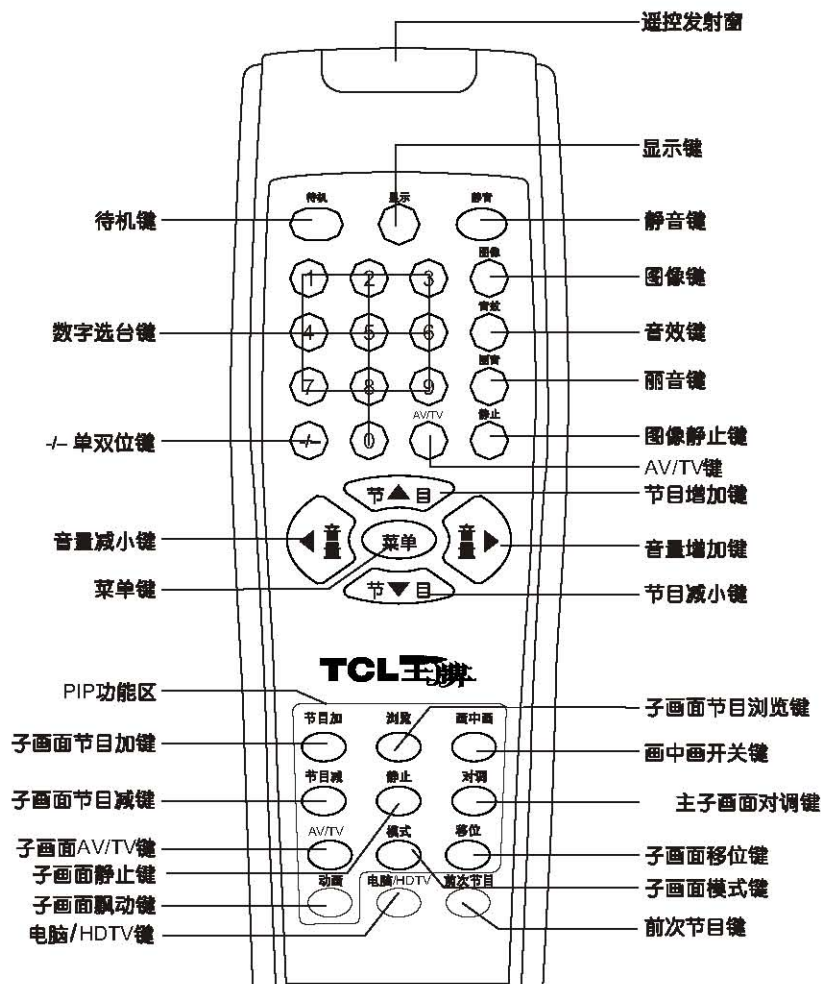 遥控发射窗
显示键
待机
显示
静音
待机键
静音键
图像
1
2
3
图像键
音效
数字选台键
4
5
6
音效键
丽音
7
8
9
丽音键
AV/TV
静止
-/– 单双位键
-/–
0
图像静止键
AV/TV键
节▲目
节目增加键
音量减小键
◀音量
菜单
音量▶
音量增加键
菜单键
节▼目
节目减小键
TCL王牌
PIP功能区
节目加
浏览
画中画
子画面节目浏览键
子画面节目加键
画中画开关键
节目减
静止
对调
子画面节目减键
主子画面对调键
AV/TV
模式
移位
子画面AV/TV键
子画面移位键
子画面静止键
动画
电脑/HDTV
前次节目
子画面模式键
子画面飘动键
前次节目键
电脑/HDTV键